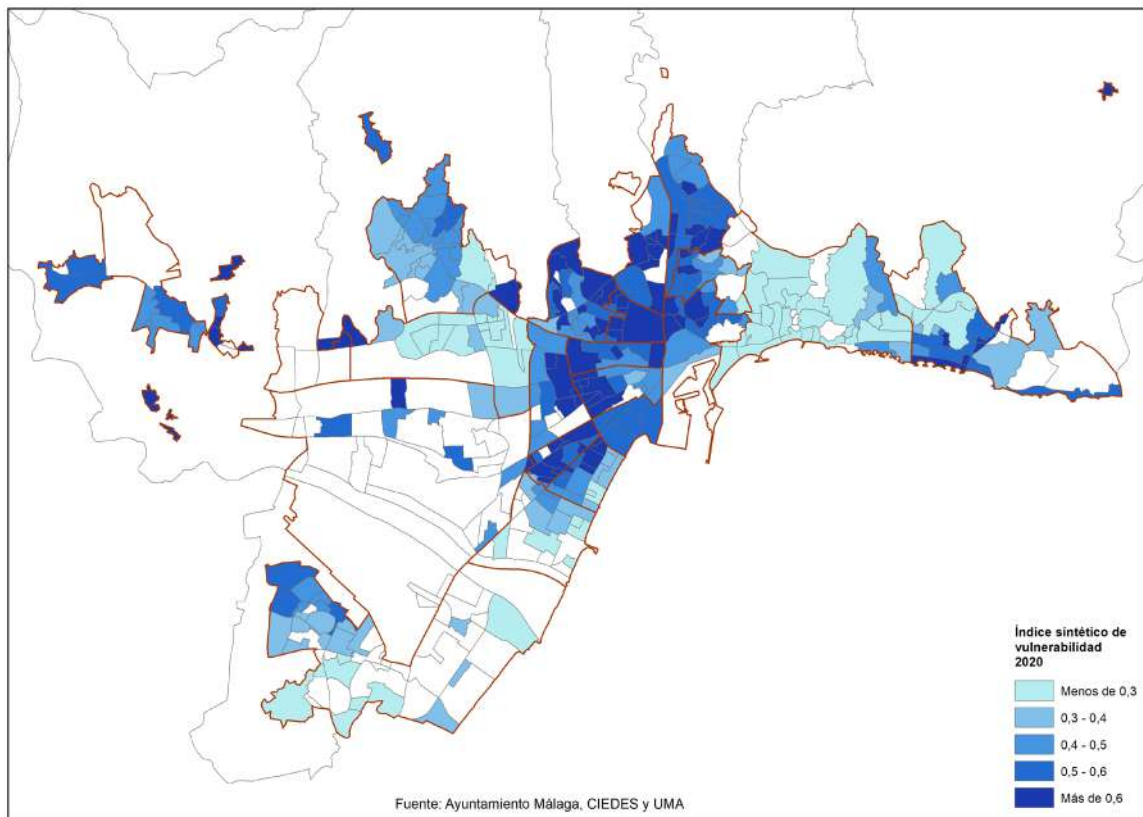 Índice sintético de
vulnerabilidad
2020
Menos de 0,3
0,3 - 0,4
0,4 - 0,5
0,5 - 0,6
Más de 0,6
Fuente: Ayuntamiento Málaga, CIEDES y UMA